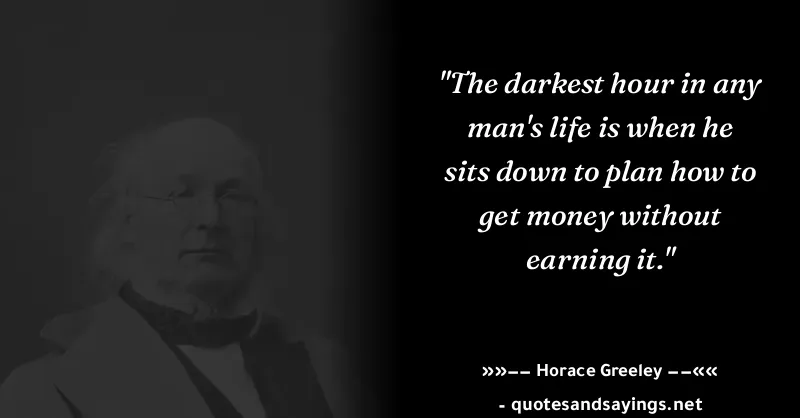 "The darkest hour in any
man's life is when he
sits down to plan how to
get money without
earning it."
»»−− Horace Greeley −−««
- quotesandsayings.net